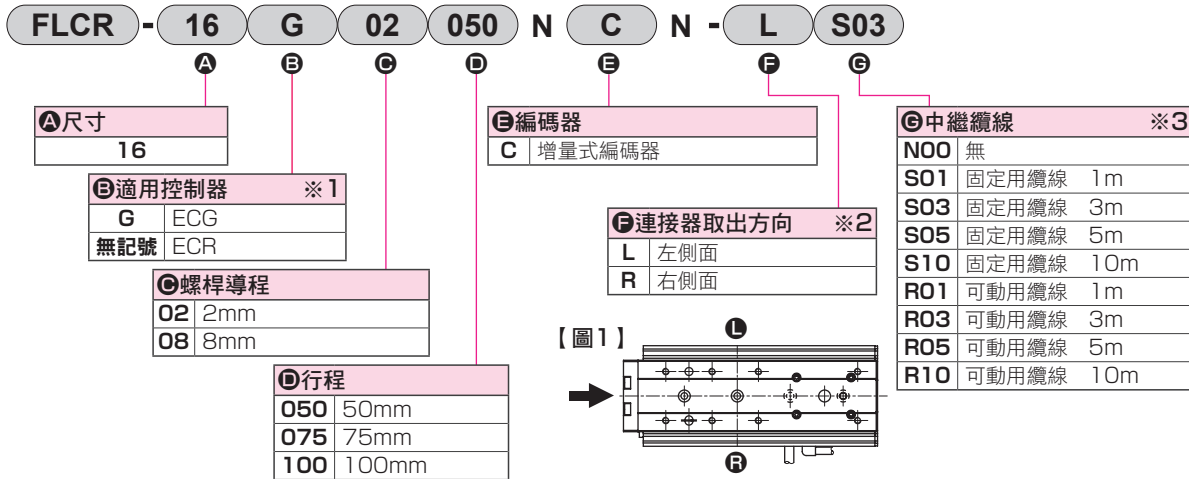 FLCR - 16 G 02 050 N C N - L S03
A B C D E F G
A尺寸
16
B適用控制器 ※1
G ECG
無記號 ECR
C螺桿導程
02 2mm
08 8mm
D行程
050 50mm
075 75mm
100 100mm
E編碼器
C 增量式編碼器
F連接器取出方向 ※2
L 左側面
R 右側面
【圖1】
L
R
G中繼纜線 ※3
N00 無
S01 固定用纜線 1m
S03 固定用纜線 3m
S05 固定用纜線 5m
S10 固定用纜線 10m
R01 可動用纜線 1m
R03 可動用纜線 3m
R05 可動用纜線 5m
R10 可動用纜線 10m